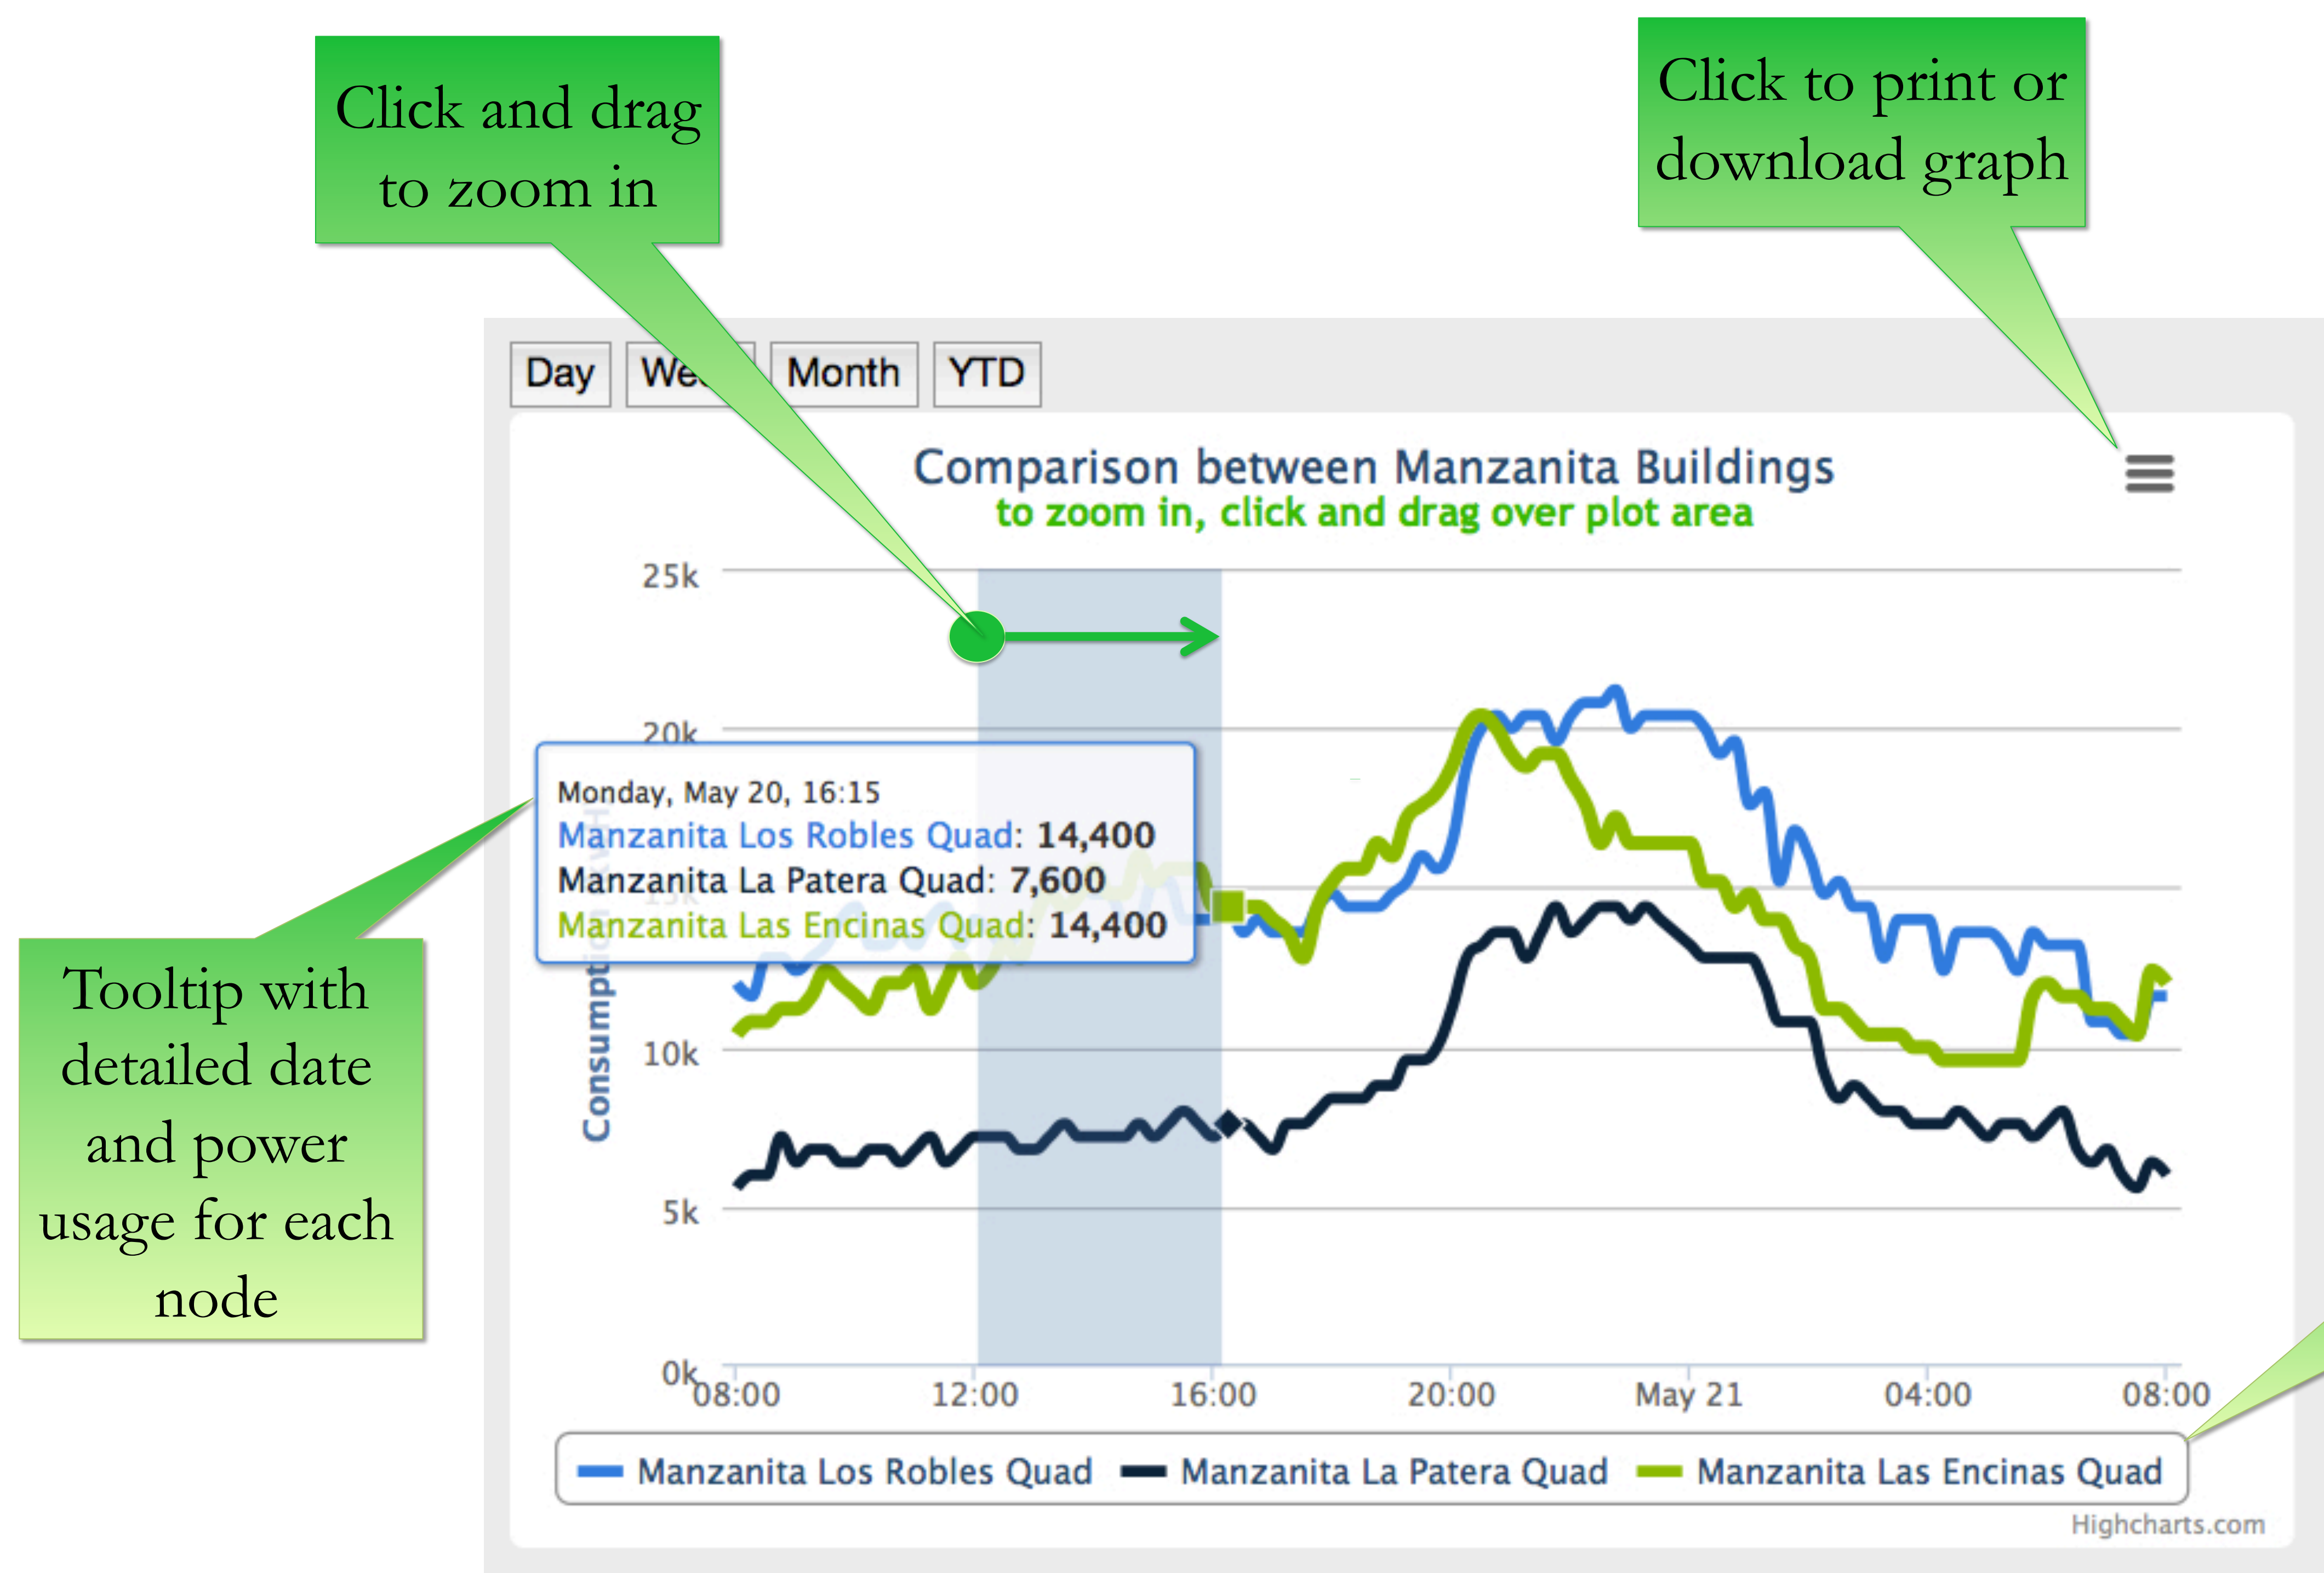 Click and drag
to zoom in
Click to print or
download graph
Day
Month
YTD
Comparison between Manzanita Buildings
to zoom in, click and drag over plot area
25k
20k
Monday, May 20, 16:15
Manzanita Los Robles Quad: 14,400
Manzanita La Patera Quad: 7,600
Manzanita Las Encinas Quad: 14,400
15k
10k
5k
0k
Tooltip with
detailed date
and power
usage for each
node
08:00
12:00
16:00
20:00
May 21
04:00
08:00
Manzanita Los Robles Quad
Manzanita La Patera Quad
Manzanita Las Encinas Quad
Highcharts.com